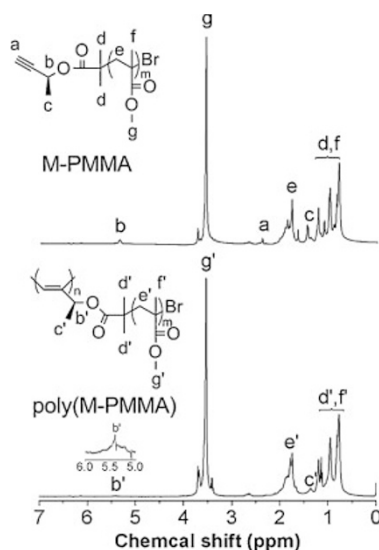 g
d
f
a
e
Br
b
O
m
c
O
d
O
O
g
M-PMMA
d,f
e
c
b
a
g'
n
O
d'
f'
b'
e'
Br
c'
m
O
d'
O
O
g'
poly(M-PMMA)
d',f'
b'
e'
6.0 5.5 5.0
b'
c'
7 6 5 4 3 2 1 0
Chemcal shift (ppm)